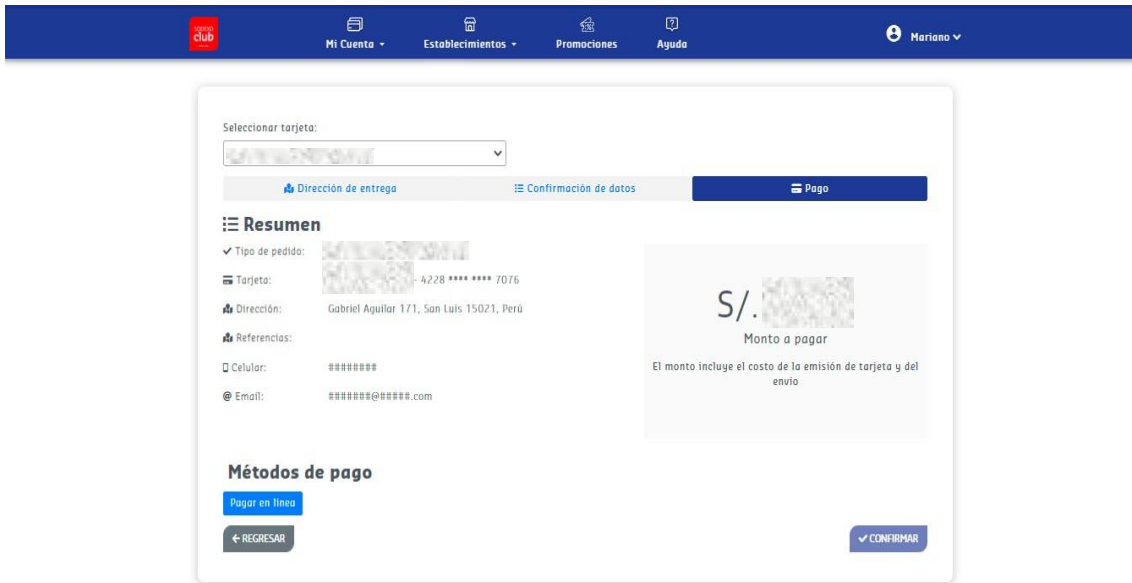 club
Mi Cuenta
Establecimientos
Promociones
Ayuda
Mariano
Seleccionar tarjeta:
Dirección de entrega
Confirmación de datos
Pago
Resumen
Tipo de pedido:
Tarjeta: - 4228 **** **** 7076
Dirección: Gabriel Aguilar 171, San Luis 15021, Perú
Referencias:
Celular: ########
@ Email: #######@#####.com
S/.
Monto a pagar
El monto incluye el costo de la emisión de tarjeta y del
envio
Métodos de pago
Pagar en línea
REGRESAR
CONFIRMAR